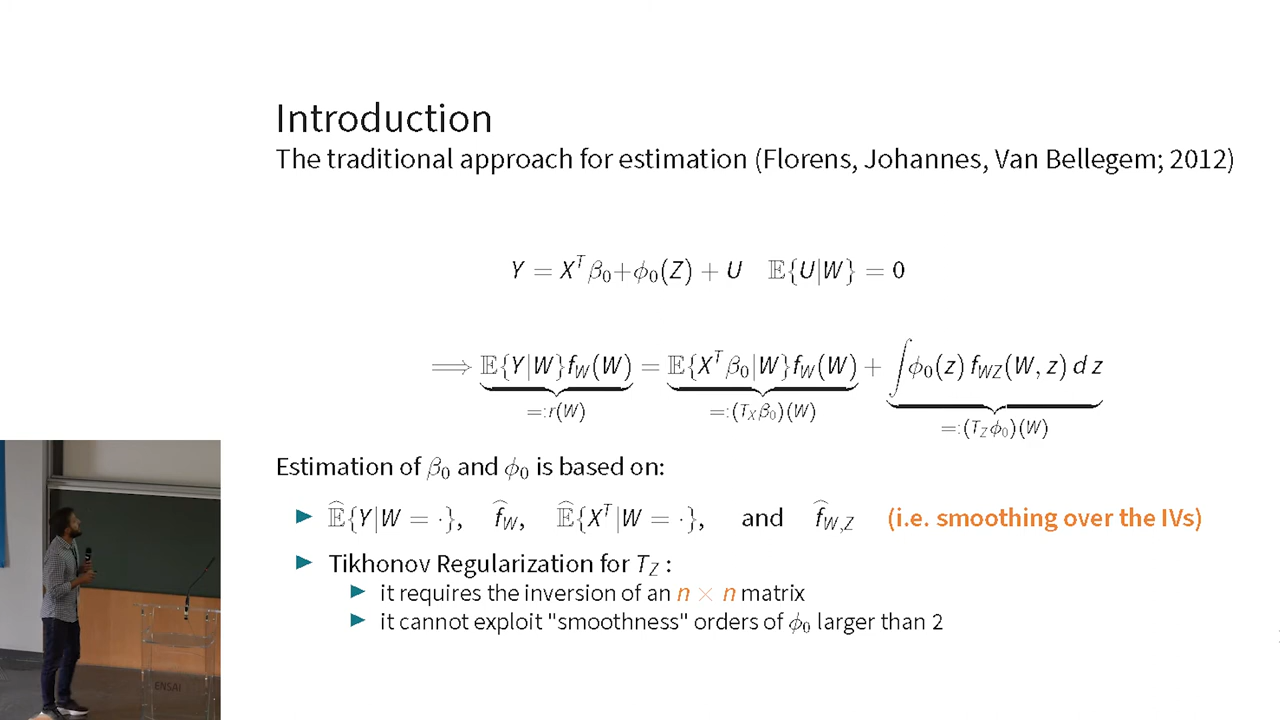 Introduction
The traditional approach for estimation (Florens, Johannes, Van Bellegem; 2012)
Y = X^T β₀+ϕ₀(Z) + U   𝔼{U|W} = 0
⟹ 𝔼{Y|W}f_W(W) = 𝔼{X^T β₀|W}f_W(W) + ∫ϕ₀(z) f_WZ(W, z) d z
=:r(W)   =:(T_X β₀)(W)   =:(T_Z ϕ₀)(W)
Estimation of β₀ and ϕ₀ is based on:
▶ 𝔼̂{Y|W = ·},   f̂_W,   𝔼̂{X^T|W = ·},   and   f̂_W,Z   (i.e. smoothing over the IVs)
▶ Tikhonov Regularization for T_Z :
▶ it requires the inversion of an n × n matrix
▶ it cannot exploit "smoothness" orders of ϕ₀ larger than 2
ENSAI